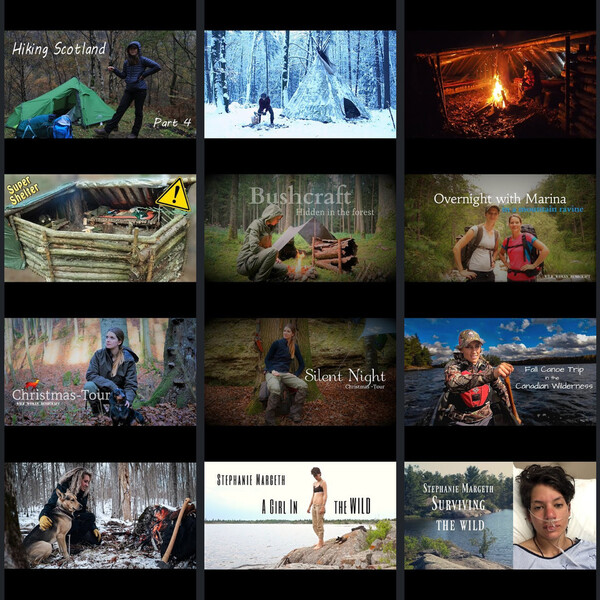 Hiking Scotland
Part 4
Super
Shelter
Bushcraft
Hidden in the forest
Overnight with Marina
mountain ravine.
Christmas-Tour
Silent Night
Christmas-Tour
Fall Canoe Trip
in the
Canadian Wilderness
STEPHANIE MARGETH
A GIRL IN THE WILD
STEPHANIE MARGETH
SURVIVING
THE WILD